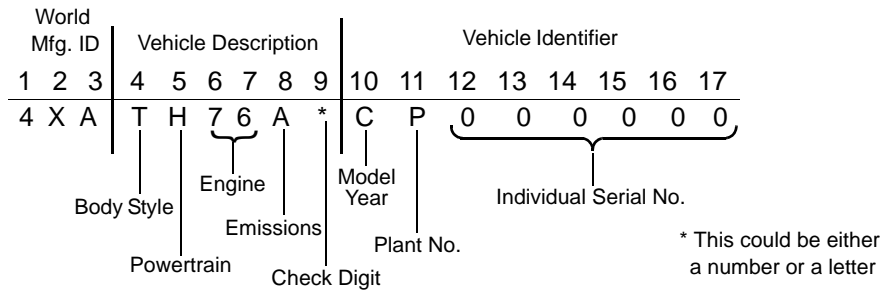 World
Mfg. ID Vehicle Description Vehicle Identifier
1 2 3 4 5 6 7 8 9 10 11 12 13 14 15 16 17
4 X A T H 7 6 A * C P 0 0 0 0 0 0
Engine Model
Year
Individual Serial No.
Body Style
Emissions
Plant No.
Powertrain
Check Digit
* This could be either
a number or a letter